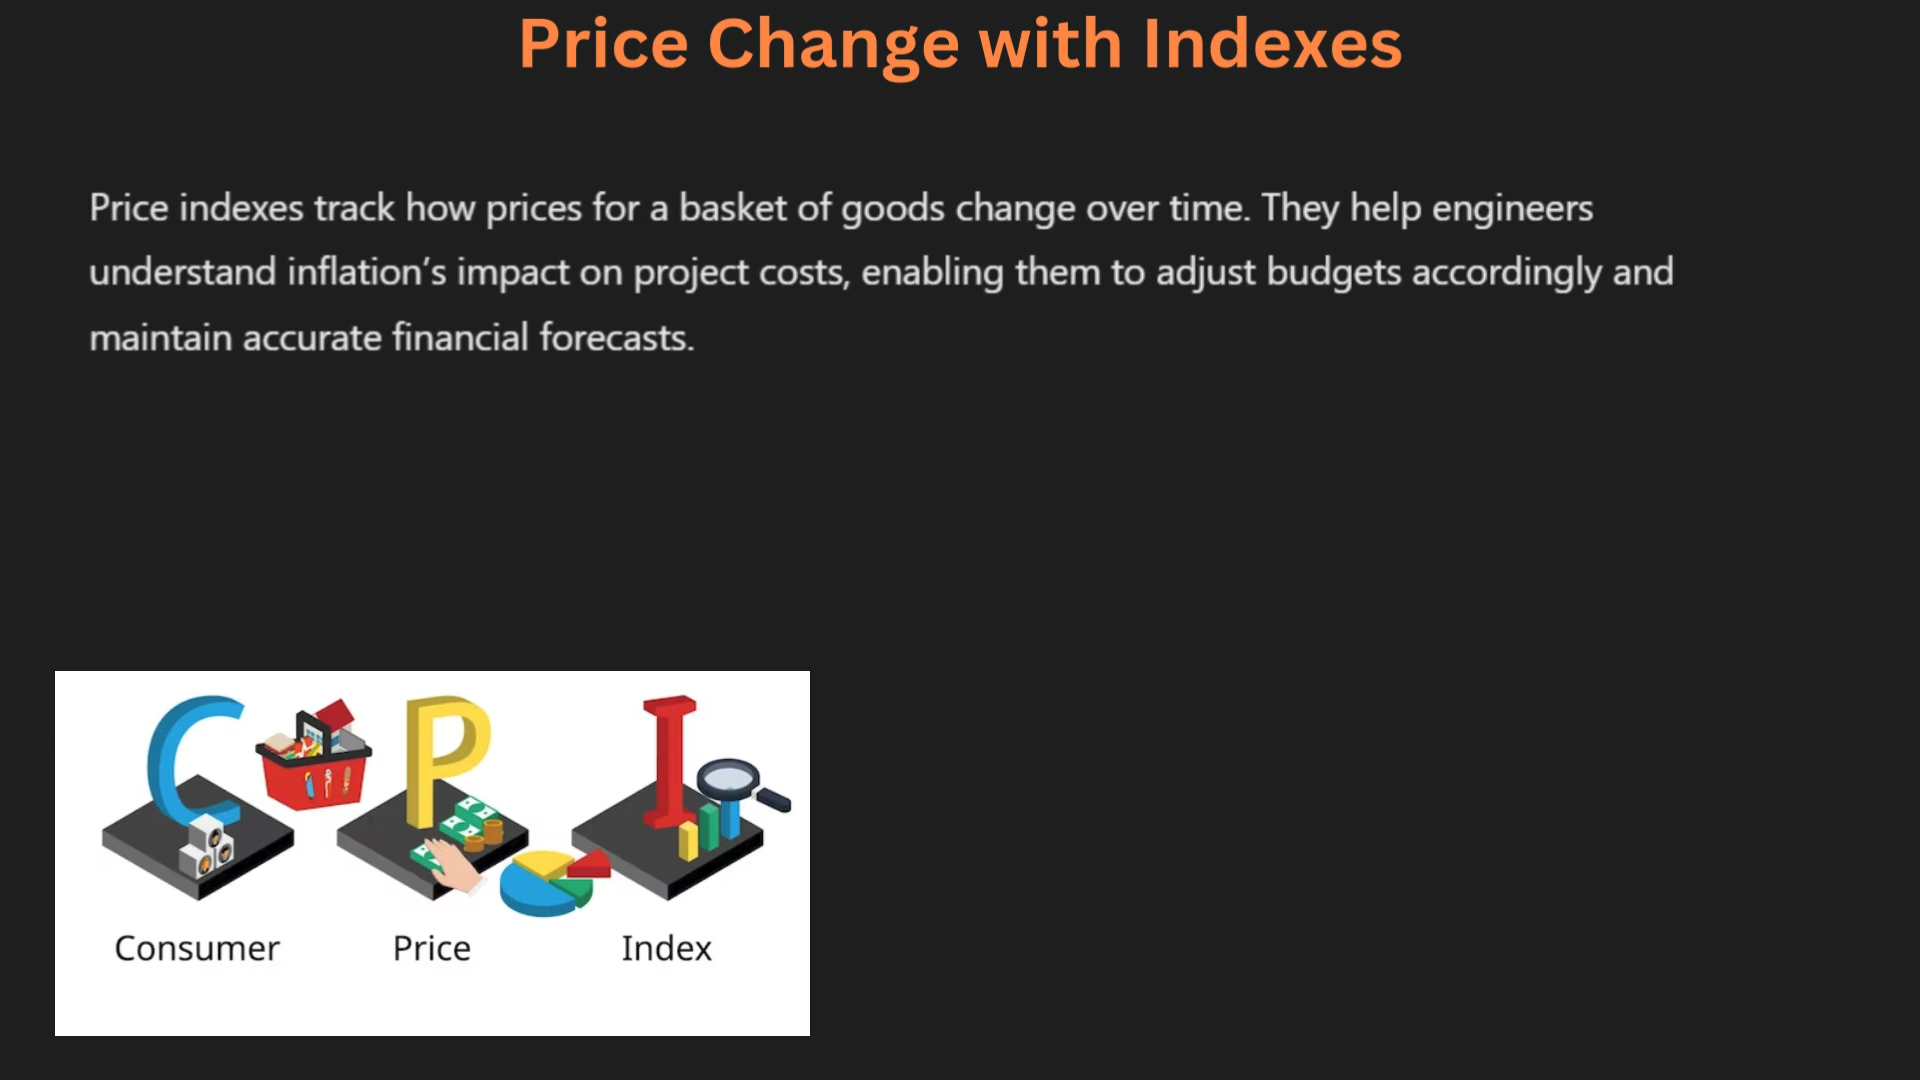 Price Change with Indexes
Price indexes track how prices for a basket of goods change over time. They help engineers
understand inflation’s impact on project costs, enabling them to adjust budgets accordingly and
maintain accurate financial forecasts.
C P I
Consumer Price Index